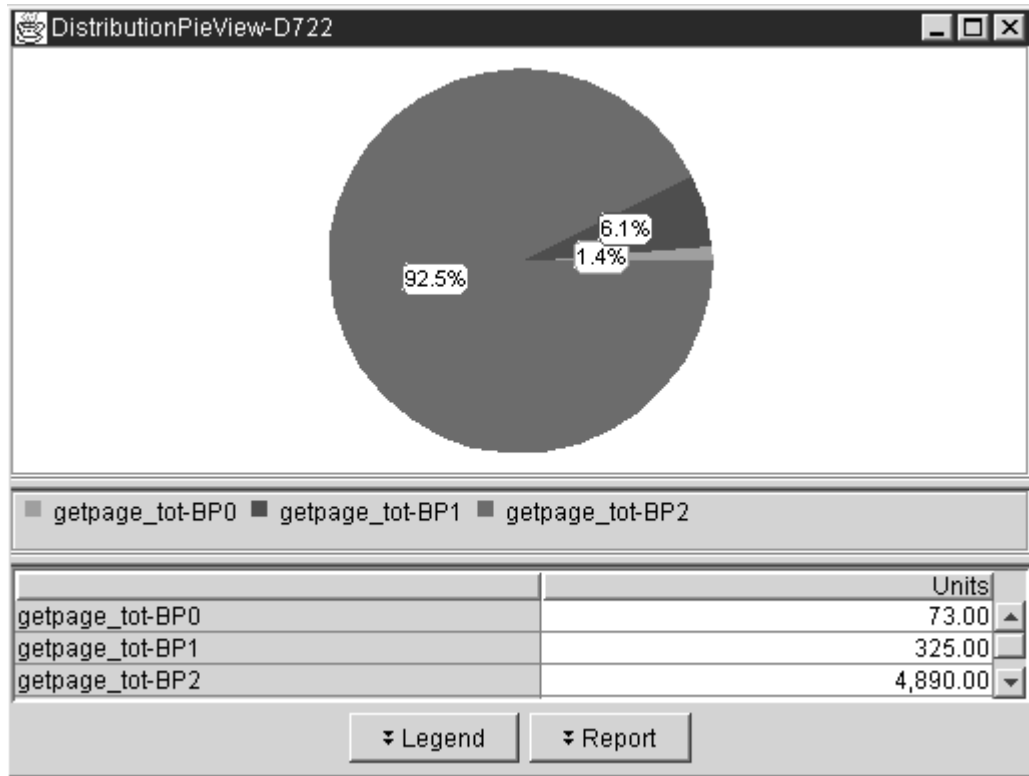 DistributionPieView-D722
6.1%
1.4%
92.5%
getpage_tot-BP0 getpage_tot-BP1 getpage_tot-BP2
Units
getpage_tot-BP0 73.00
getpage_tot-BP1 325.00
getpage_tot-BP2 4,890.00
Legend Report